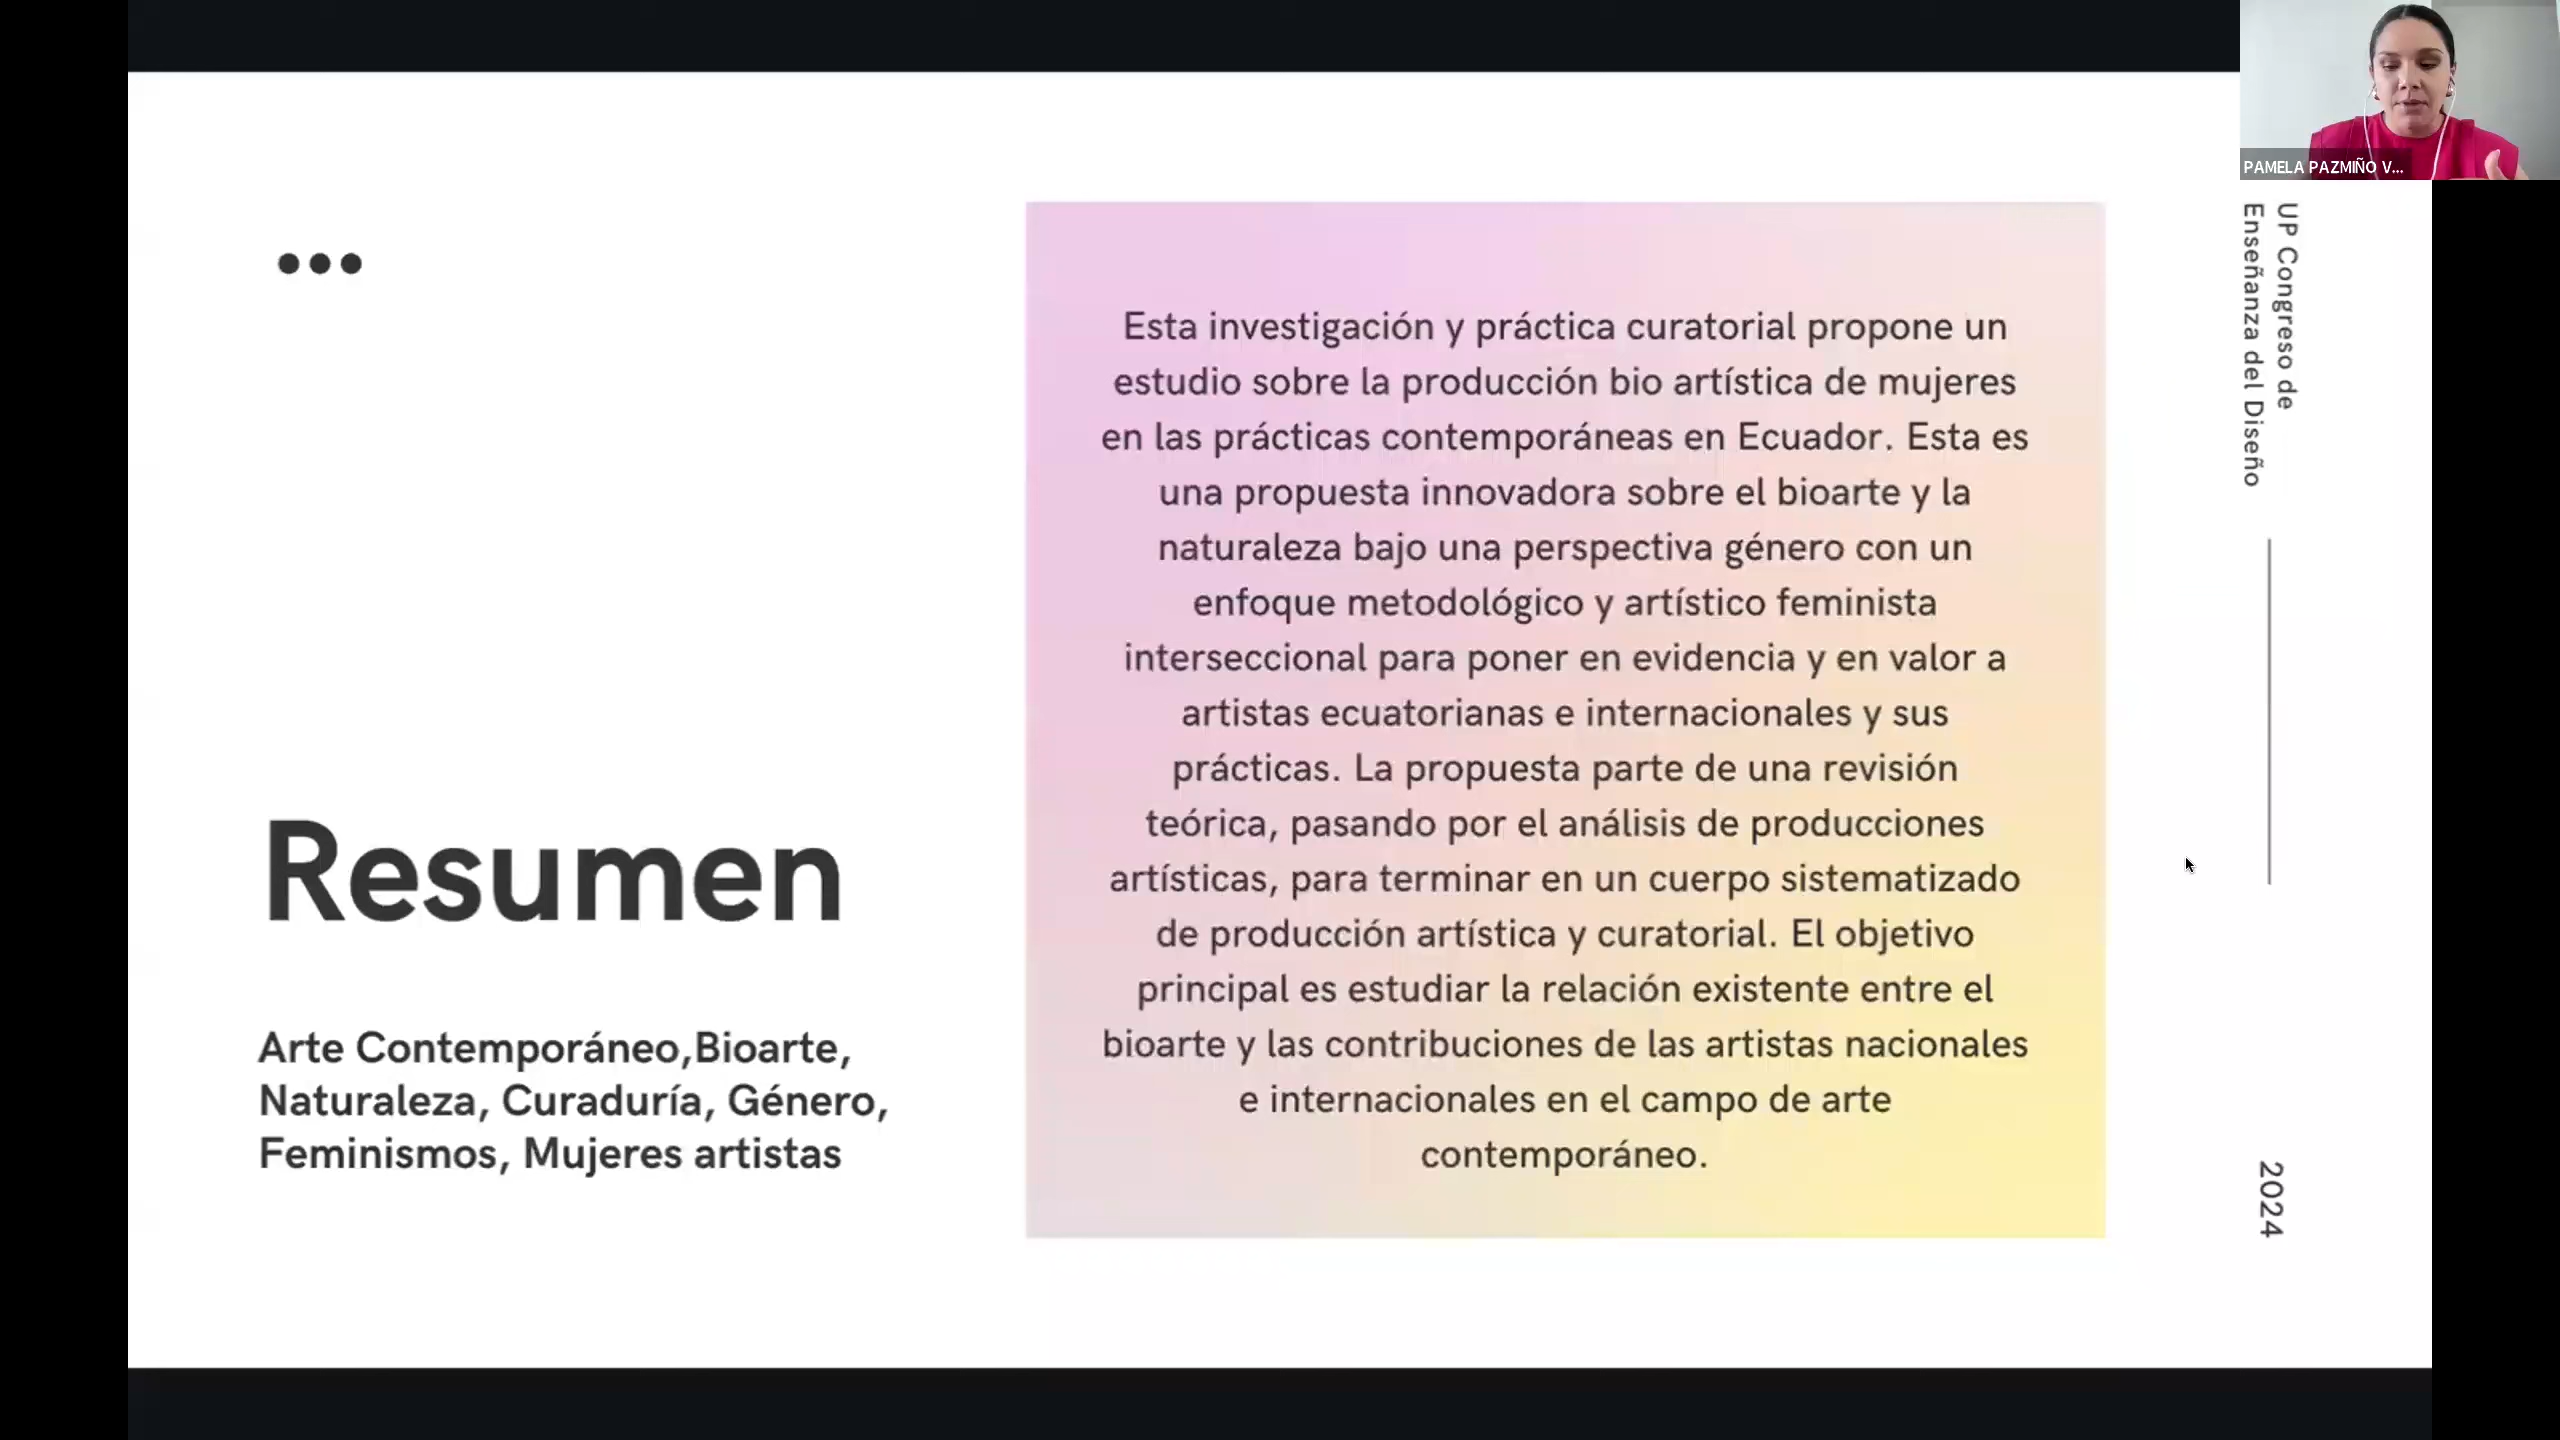 PAMELA PAZMIÑO V...
UP Congreso de
Enseñanza del Diseño
Esta investigación y práctica curatorial propone un
estudio sobre la producción bio artística de mujeres
en las prácticas contemporáneas en Ecuador. Esta es
una propuesta innovadora sobre el bioarte y la
naturaleza bajo una perspectiva género con un
enfoque metodológico y artístico feminista
interseccional para poner en evidencia y en valor a
artistas ecuatorianas e internacionales y sus
prácticas. La propuesta parte de una revisión
teórica, pasando por el análisis de producciones
artísticas, para terminar en un cuerpo sistematizado
de producción artística y curatorial. El objetivo
principal es estudiar la relación existente entre el
bioarte y las contribuciones de las artistas nacionales
e internacionales en el campo de arte
contemporáneo.
Resumen
Arte Contemporáneo,Bioarte,
Naturaleza, Curaduría, Género,
Feminismos, Mujeres artistas
2024